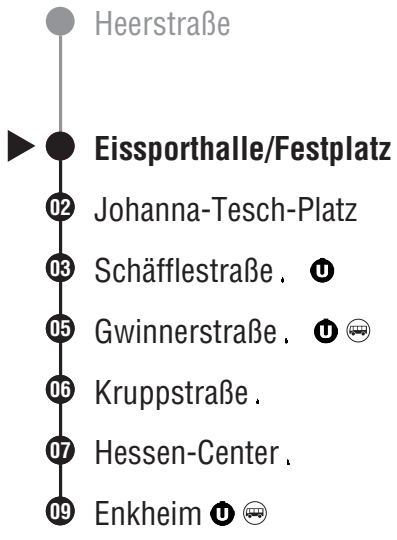 Heerstraße
Eissporthalle/Festplatz
02 Johanna-Tesch-Platz
03 Schäfflestraße . U
05 Gwinnerstraße . U
06 Kruppstraße .
07 Hessen-Center .
09 Enkheim U